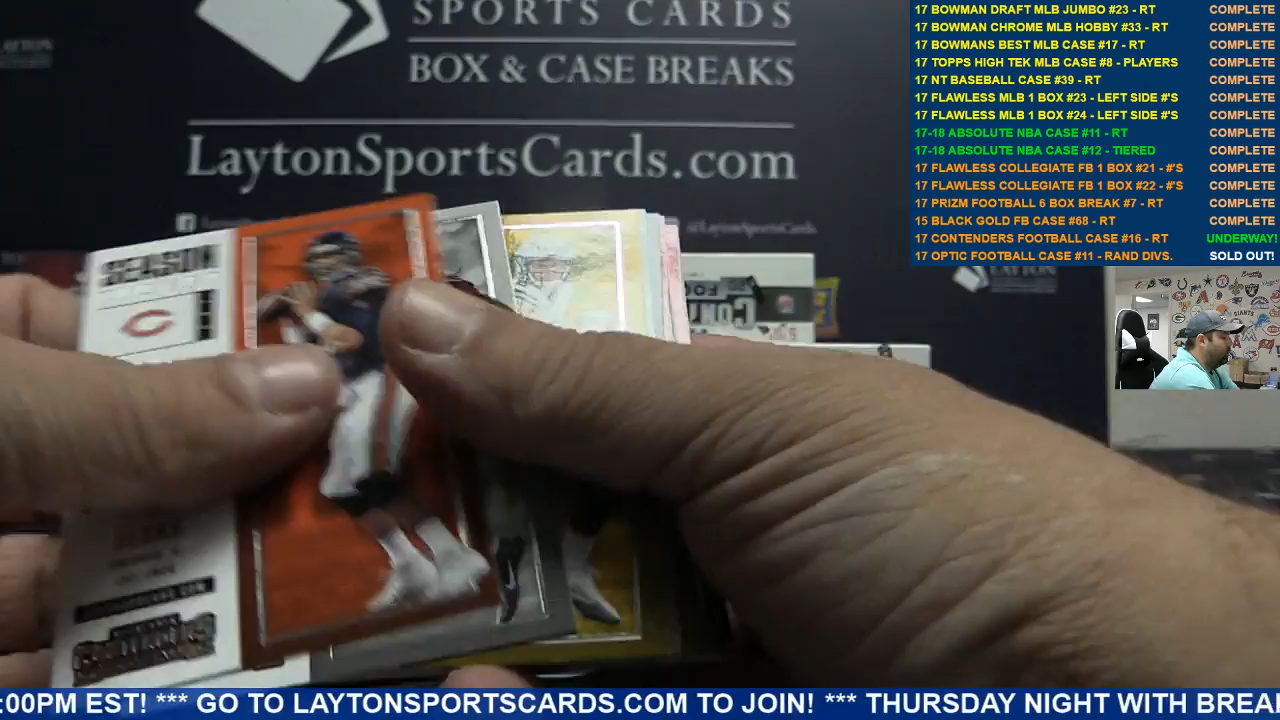 SPORTS CARDS
BOX & CASE BREAKS
LaytonSportsCards.com
17 BOWMAN DRAFT MLB JUMBO #23 - RT COMPLETE
17 BOWMAN CHROME MLB HOBBY #33 - RT COMPLETE
17 BOWMANS BEST MLB CASE #17 - RT COMPLETE
17 TOPPS HIGH TEK MLB CASE #8 - PLAYERS COMPLETE
17 NT BASEBALL CASE #39 - RT COMPLETE
17 FLAWLESS MLB 1 BOX #23 - LEFT SIDE #'S COMPLETE
17 FLAWLESS MLB 1 BOX #24 - LEFT SIDE #'S COMPLETE
17-18 ABSOLUTE NBA CASE #11 - RT COMPLETE
17-18 ABSOLUTE NBA CASE #12 - TIERED COMPLETE
17 FLAWLESS COLLEGIATE FB 1 BOX #21 - #'S COMPLETE
17 FLAWLESS COLLEGIATE FB 1 BOX #22 - #'S COMPLETE
17 PRIZM FOOTBALL 6 BOX BREAK #7 - RT COMPLETE
15 BLACK GOLD FB CASE #68 - RT COMPLETE
17 CONTENDERS FOOTBALL CASE #16 - RT UNDERWAY!
17 OPTIC FOOTBALL CASE #11 - RAND DIVS. SOLD OUT!
SEASON
:00PM EST! *** GO TO LAYTONSPORTSCARDS.COM TO JOIN! *** THURSDAY NIGHT WITH BREA